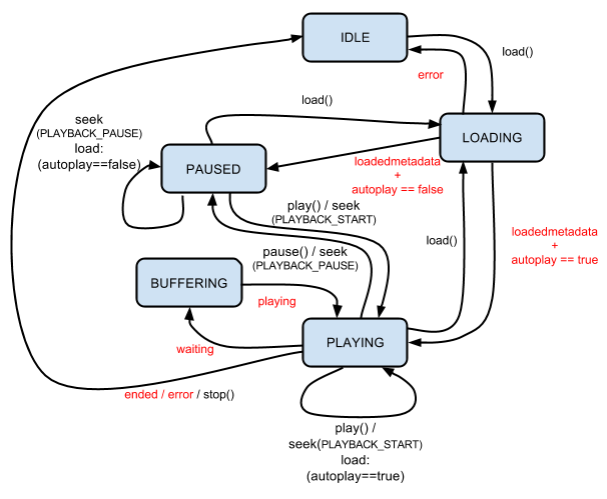 IDLE
load()
error
seek
(PLAYBACK_PAUSE)
load:
(autoplay==false)
load()
LOADING
PAUSED
loadedmetadata
+
autoplay == false
play() / seek
(PLAYBACK_START)
load()
loadedmetadata
+
autoplay == true
pause() / seek
(PLAYBACK_PAUSE)
BUFFERING
playing
waiting
PLAYING
ended / error / stop()
play() /
seek(PLAYBACK_START)
load:
(autoplay==true)